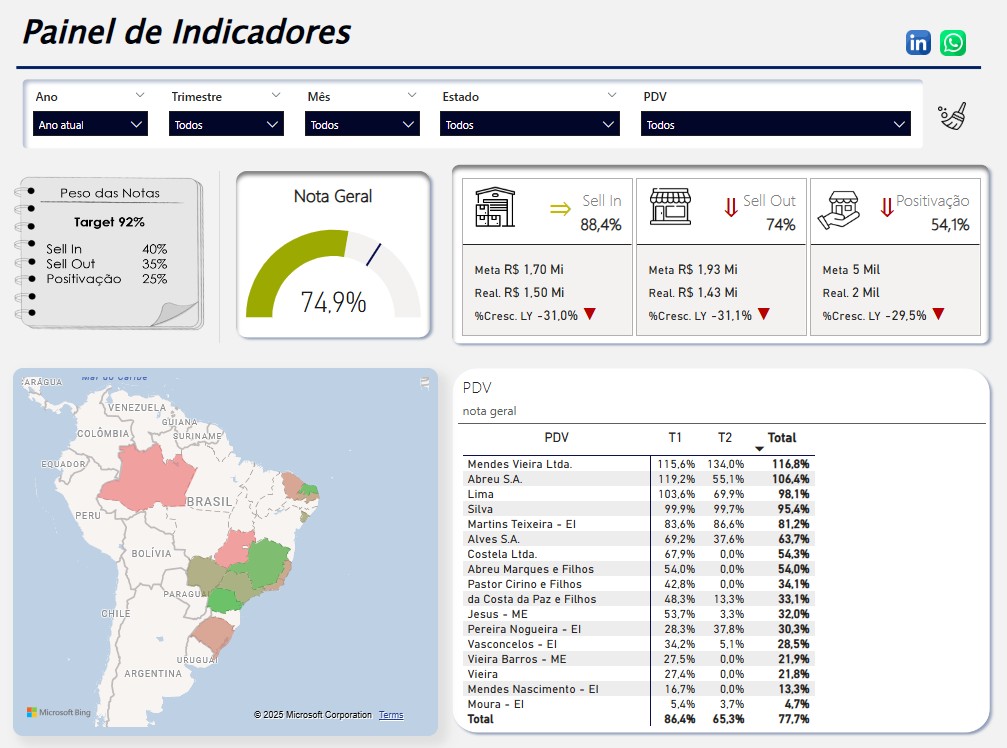 Painel de Indicadores
in
Ano
Trimestre
Mês
Estado
PDV
Ano atual
Todos
Todos
Todos
Todos
Peso das Notas
Target 92%
Sell In 40%
Sell Out 35%
Positivação 25%
Nota Geral
74,9%
Sell In
88,4%
Meta R$ 1,70 Mi
Real. R$ 1,50 Mi
%Cresc. LY -31,0%
Sell Out
74%
Meta R$ 1,93 Mi
Real. R$ 1,43 Mi
%Cresc. LY -31,1%
Positivação
54,1%
Meta 5 Mil
Real. 2 Mil
%Cresc. LY -29,5%
Mar do Caribe
CARÁGUA
VENEZUELA
GUIANA
COLÔMBIA
SURINAME
EQUADOR
BRASIL
PERU
BOLÍVIA
PARAGUAI
CHILE
URUGUAI
ARGENTINA
Microsoft Bing
© 2025 Microsoft Corporation Terms
PDV
nota geral
PDV T1 T2 Total
Mendes Vieira Ltda. 115,6% 134,0% 116,8%
Abreu S.A. 119,2% 55,1% 106,4%
Lima 103,6% 69,9% 98,1%
Silva 99,9% 99,7% 95,4%
Martins Teixeira - EI 83,6% 86,6% 81,2%
Alves S.A. 69,2% 37,6% 63,7%
Costela Ltda. 67,9% 0,0% 54,3%
Abreu Marques e Filhos 54,0% 0,0% 54,0%
Pastor Cirino e Filhos 42,8% 0,0% 34,1%
da Costa da Paz e Filhos 48,3% 13,3% 33,1%
Jesus - ME 53,7% 3,3% 32,0%
Pereira Nogueira - EI 28,3% 37,8% 30,3%
Vasconcelos - EI 34,2% 5,1% 28,5%
Vieira Barros - ME 27,5% 0,0% 21,9%
Vieira 27,4% 0,0% 21,8%
Mendes Nascimento - EI 16,7% 0,0% 13,3%
Moura - EI 5,4% 3,7% 4,7%
Total 86,4% 65,3% 77,7%